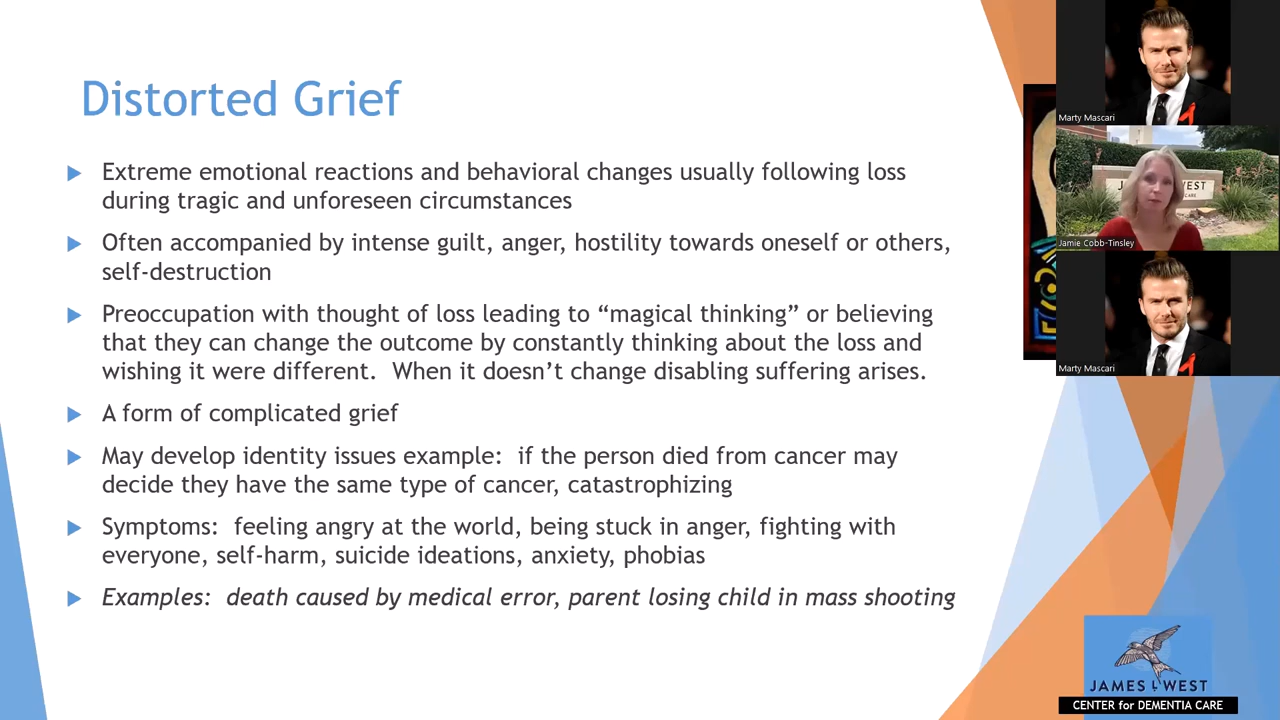 Distorted Grief
Extreme emotional reactions and behavioral changes usually following loss
during tragic and unforeseen circumstances
Often accompanied by intense guilt, anger, hostility towards oneself or others,
self-destruction
Preoccupation with thought of loss leading to “magical thinking” or believing
that they can change the outcome by constantly thinking about the loss and
wishing it were different.  When it doesn’t change disabling suffering arises.
A form of complicated grief
May develop identity issues example:  if the person died from cancer may
decide they have the same type of cancer, catastrophizing
Symptoms:  feeling angry at the world, being stuck in anger, fighting with
everyone, self-harm, suicide ideations, anxiety, phobias
Examples:  death caused by medical error, parent losing child in mass shooting
Marty Mascari
Jamie Cobb-Tinsley
Marty Mascari
JAMES L WEST
CENTER for DEMENTIA CARE